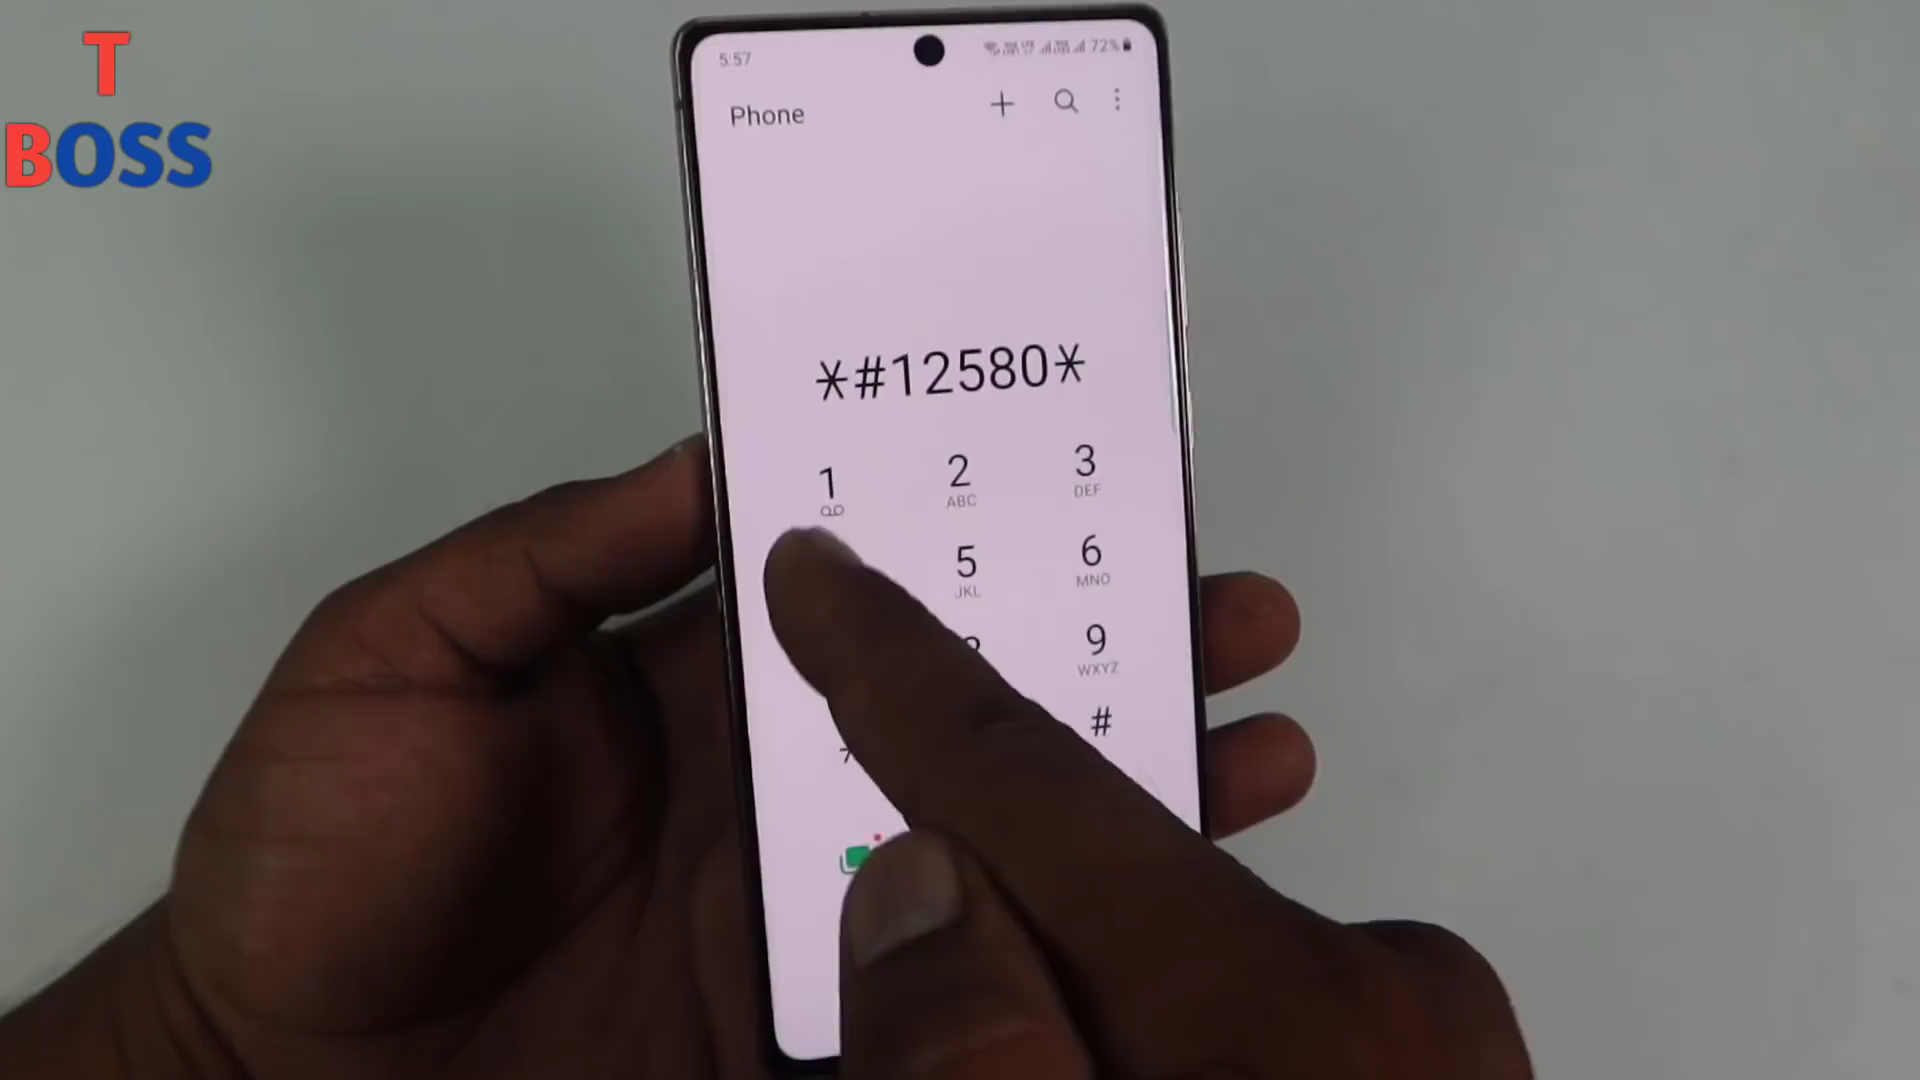 T
BOSS
5:57
72%
Phone
*#12580*
1
2
ABC
3
DEF
5
JKL
6
MNO
9
WXYZ
*
#